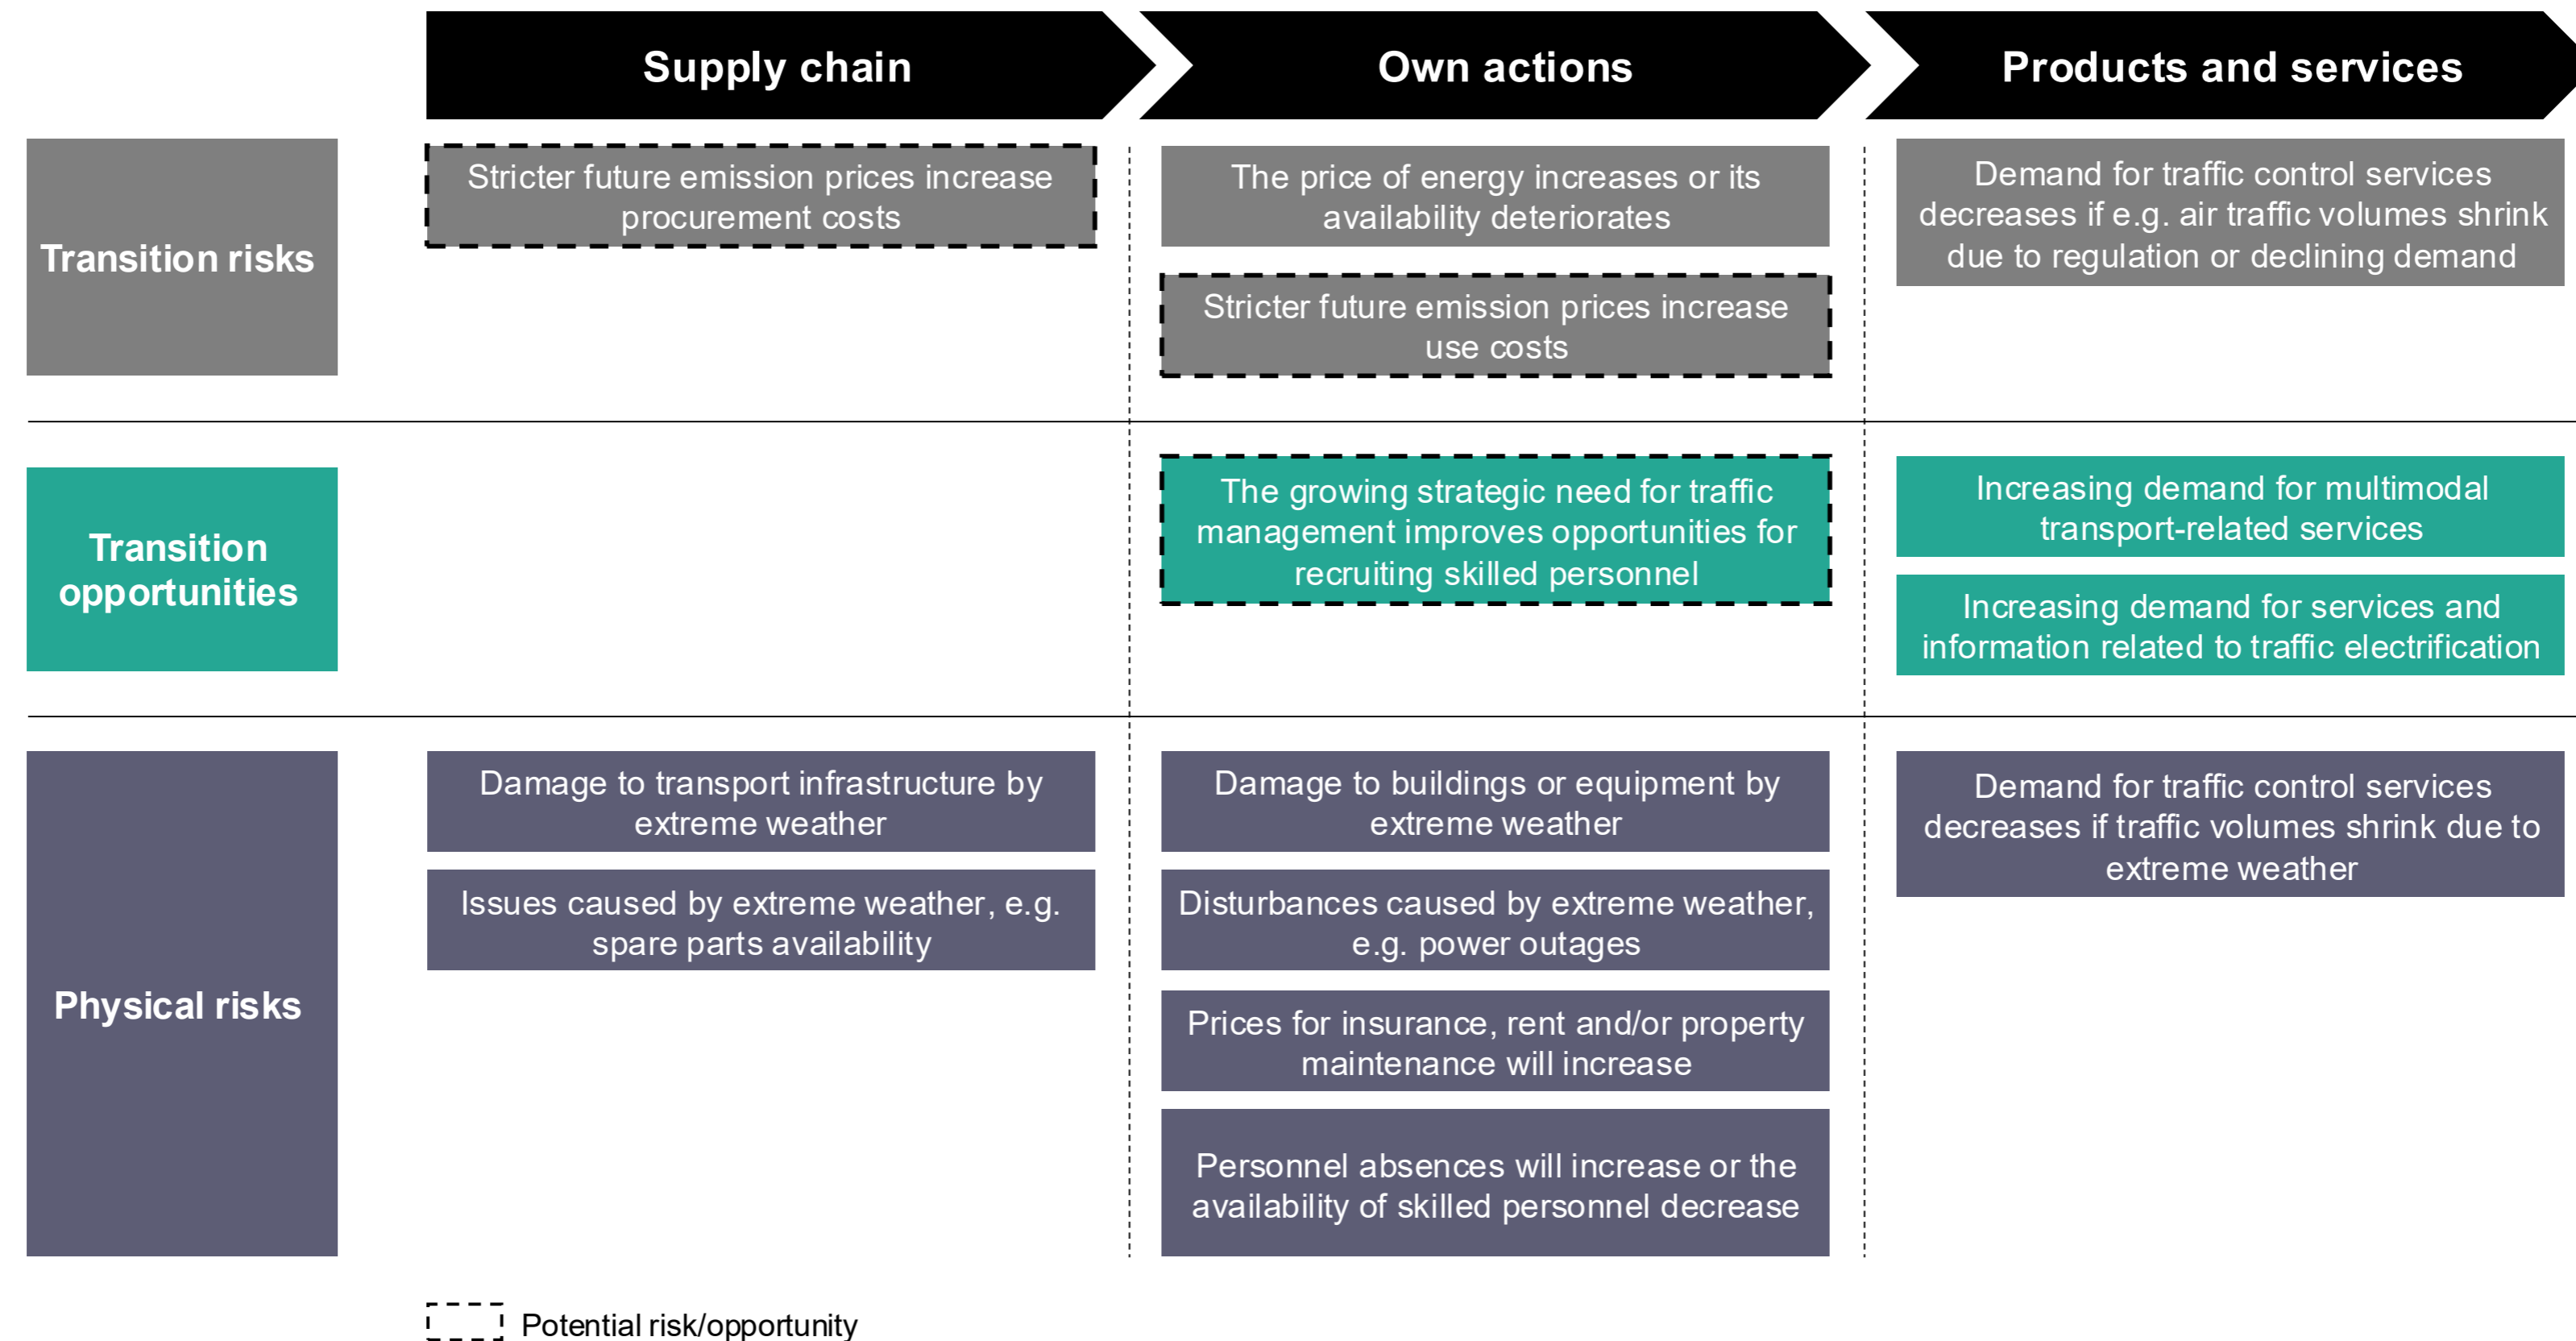 Supply chain
Own actions
Products and services
Transition risks
Stricter future emission prices increase
procurement costs
The price of energy increases or its
availability deteriorates
Stricter future emission prices increase
use costs
Demand for traffic control services
decreases if e.g. air traffic volumes shrink
due to regulation or declining demand
Transition
opportunities
The growing strategic need for traffic
management improves opportunities for
recruiting skilled personnel
Increasing demand for multimodal
transport-related services
Increasing demand for services and
information related to traffic electrification
Physical risks
Damage to transport infrastructure by
extreme weather
Issues caused by extreme weather, e.g.
spare parts availability
Damage to buildings or equipment by
extreme weather
Disturbances caused by extreme weather,
e.g. power outages
Prices for insurance, rent and/or property
maintenance will increase
Personnel absences will increase or the
availability of skilled personnel decrease
Demand for traffic control services
decreases if traffic volumes shrink due to
extreme weather
Potential risk/opportunity